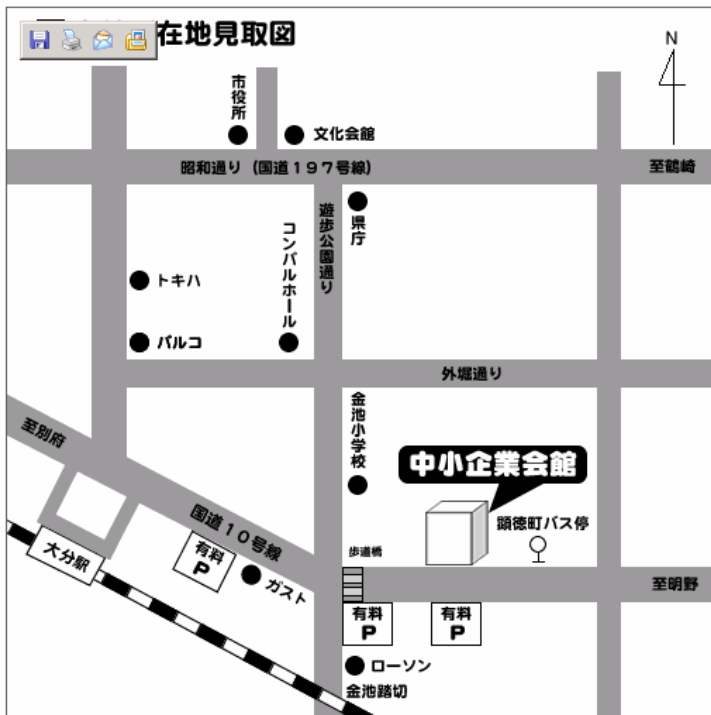 在地見取図
N
市役所
文化会館
昭和通り(国道197号線)
至鶴崎
県庁
遊歩公園通り
コンパルホール
トキハ
パルコ
外堀通り
金池小学校
至別府
中小企業会館
国道10号線
顕徳町バス停
大分駅
有料
P
歩道橋
ガスト
至明野
有料
P
有料
P
ローソン
金池踏切